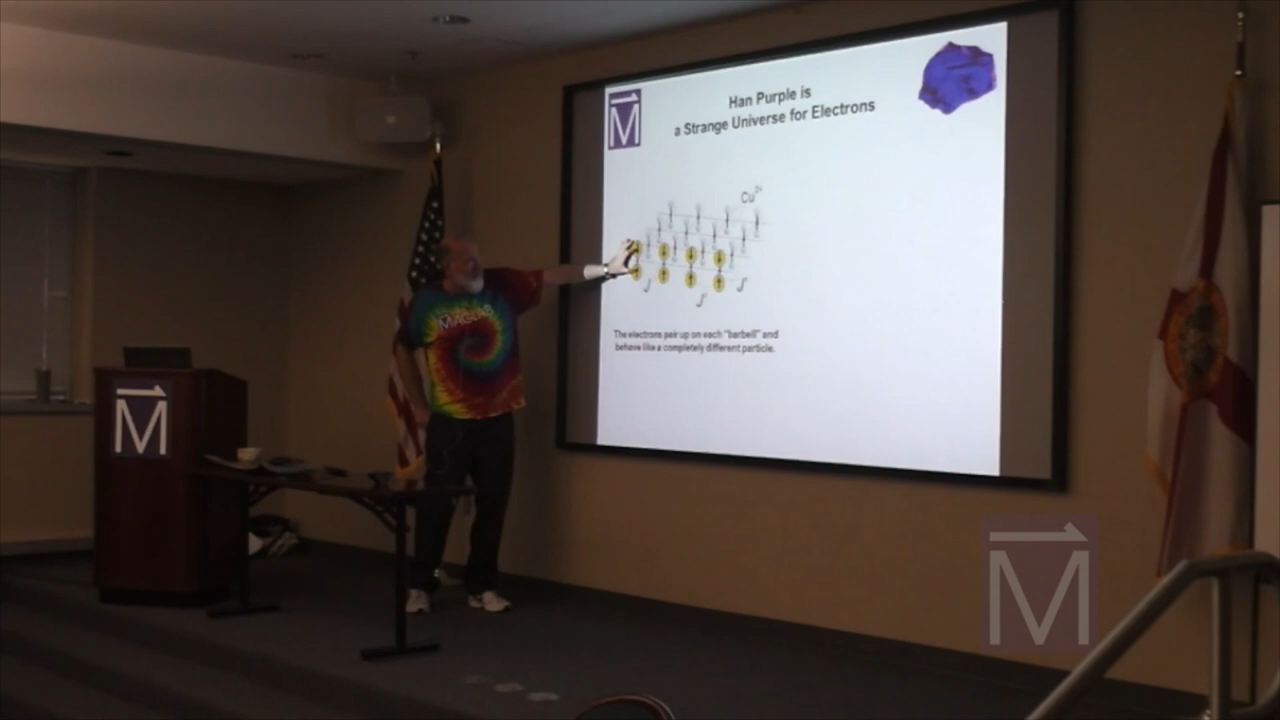 Han Purple is
a Strange Universe for Electrons
M
Cu2+
J
J'
J'
The electrons pair up on each "barbell" and
behave like a completely different particle.
MAGLAB
M
M